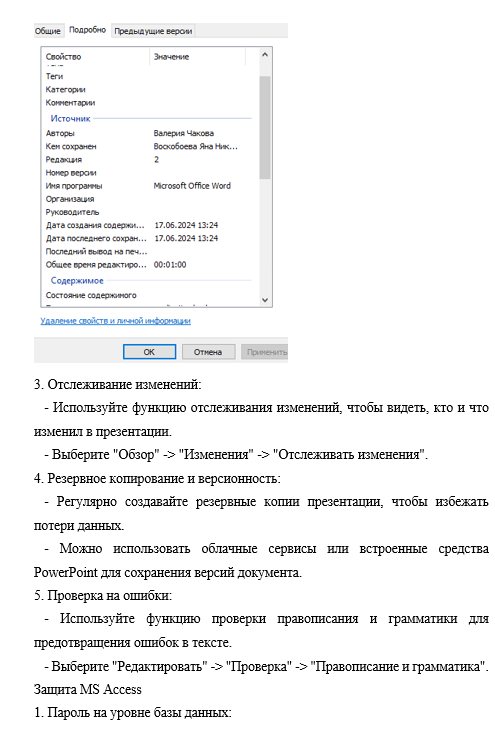 Общие Подробно Предыдущие версии
Свойство Значение
Теги
Категории
Комментарии
Источник
Авторы Валерия Чакова
Кем сохранен Воскобоева Яна Ник...
Редакция 2
Номер версии
Имя программы Microsoft Office Word
Организация
Руководитель
Дата создания содержи... 17.06.2024 13:24
Дата последнего сохран... 17.06.2024 13:24
Последний вывод на печ...
Общее время редактиро... 00:01:00
Содержимое
Состояние содержимого
Удаление свойств и личной информации
ОК Отмена Применить
3. Отслеживание изменений:
- Используйте функцию отслеживания изменений, чтобы видеть, кто и что
изменил в презентации.
- Выберите "Обзор" -> "Изменения" -> "Отслеживать изменения".
4. Резервное копирование и версионность:
- Регулярно создавайте резервные копии презентации, чтобы избежать
потери данных.
- Можно использовать облачные сервисы или встроенные средства
PowerPoint для сохранения версий документа.
5. Проверка на ошибки:
- Используйте функцию проверки правописания и грамматики для
предотвращения ошибок в тексте.
- Выберите "Редактировать" -> "Проверка" -> "Правописание и грамматика".
Защита MS Access
1. Пароль на уровне базы данных: